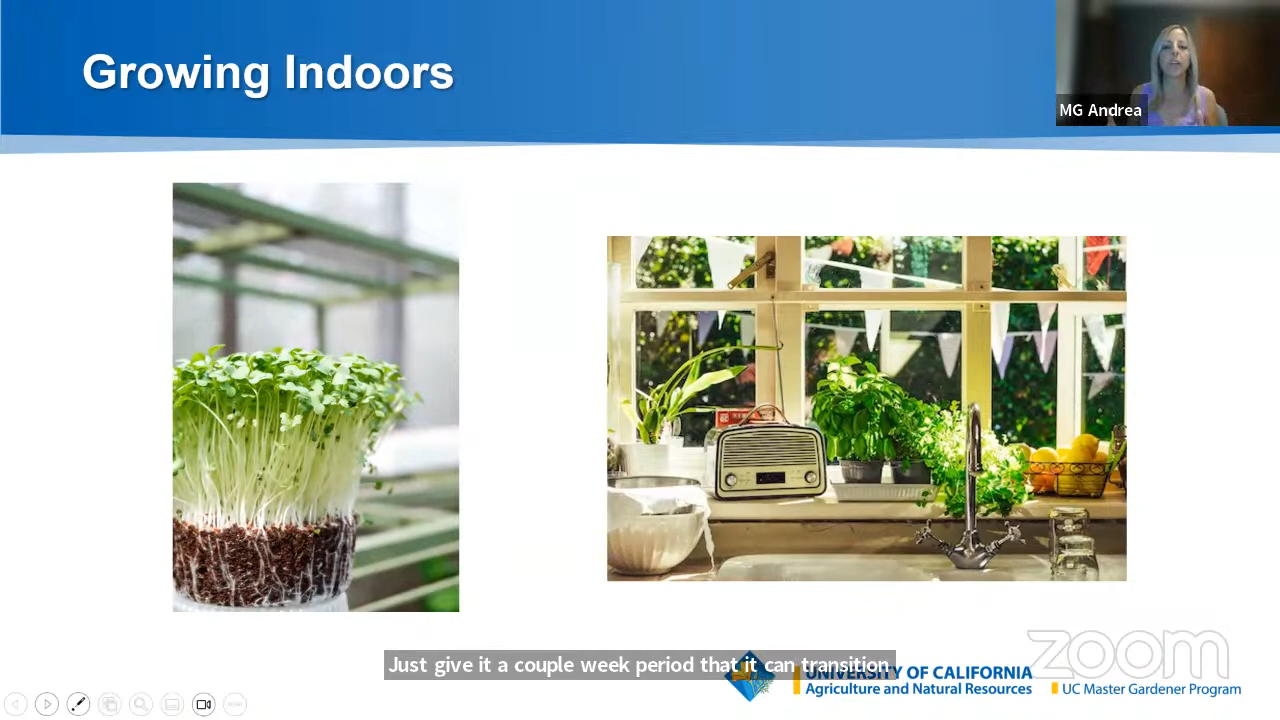 Growing Indoors
MG Andrea
Just give it a couple week period that it can transition
UNIVERSITY OF CALIFORNIA
Agriculture and Natural Resources
UC Master Gardener Program
zoom